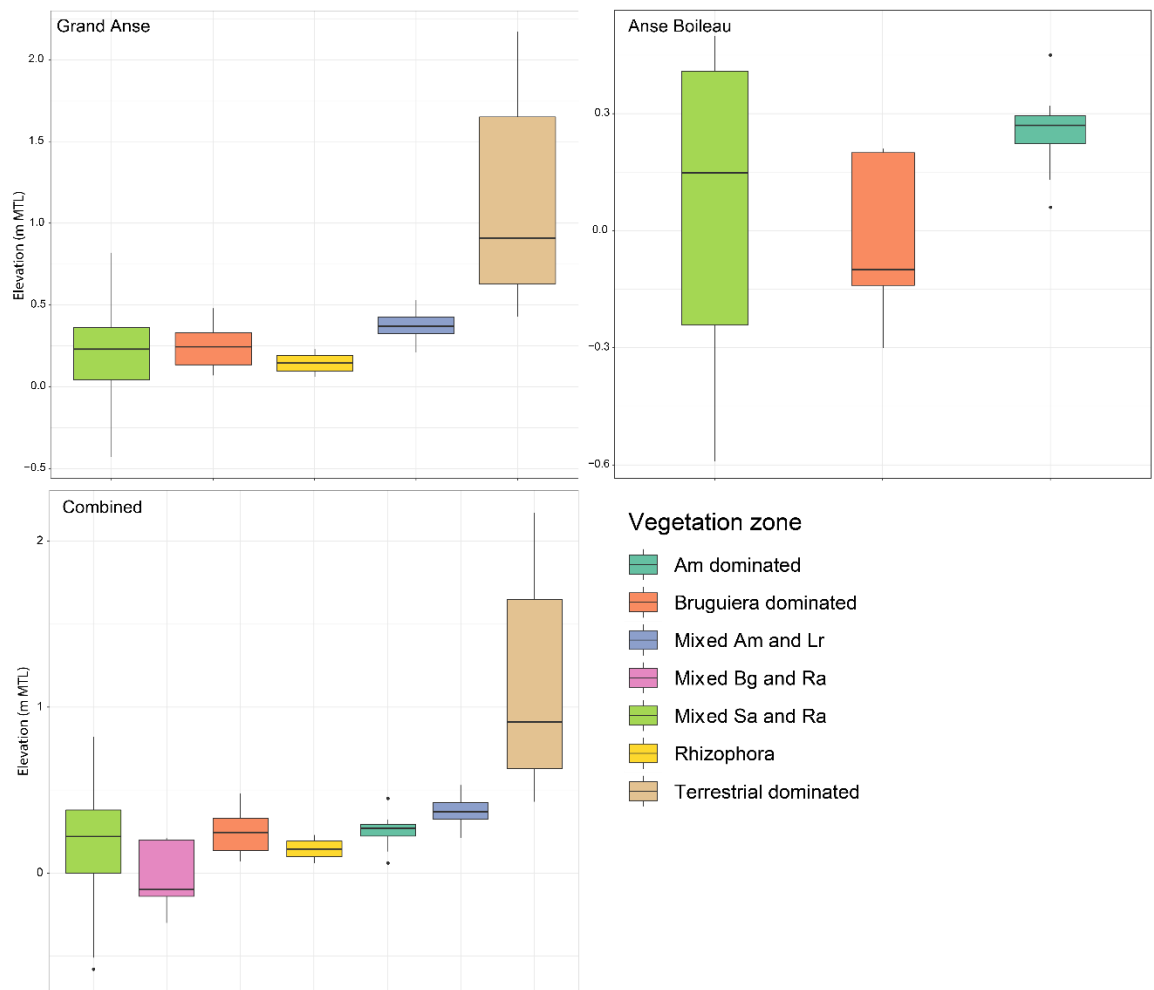 Grand Anse
Elevation (m MTL)
2.0
1.5
1.0
0.5
0.0
−0.5
Anse Boileau
0.3
0.0
−0.3
−0.6
Combined
Elevation (m MTL)
2
1
0
Vegetation zone
Am dominated
Bruguiera dominated
Mixed Am and Lr
Mixed Bg and Ra
Mixed Sa and Ra
Rhizophora
Terrestrial dominated